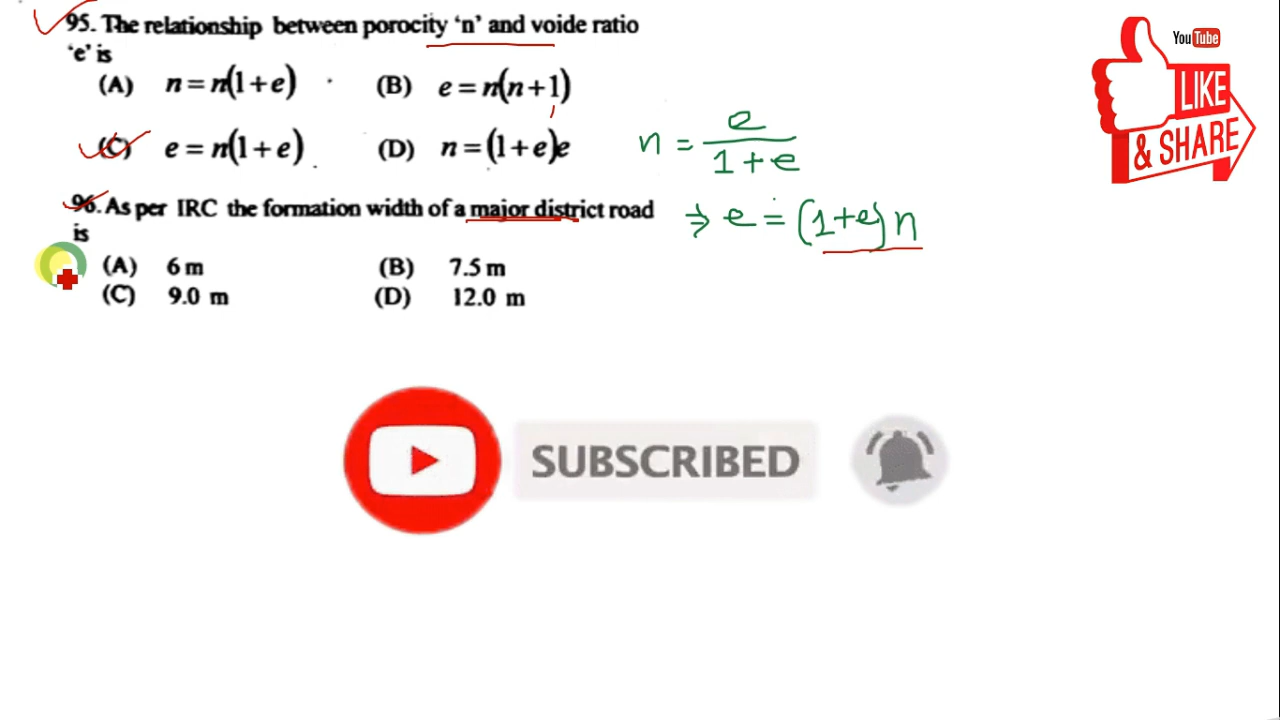 95. The relationship between porocity ‘n’ and voide ratio
‘e’ is
(A) n = n(1+e) (B) e = n(n+1)
(C) e = n(1+e) (D) n = (1+e)e
n = e/(1+e)
96. As per IRC the formation width of a major district road
is
⇒ e = (1+e) n
(A) 6 m (B) 7.5 m
(C) 9.0 m (D) 12.0 m
YouTube
LIKE
& SHARE
SUBSCRIBED